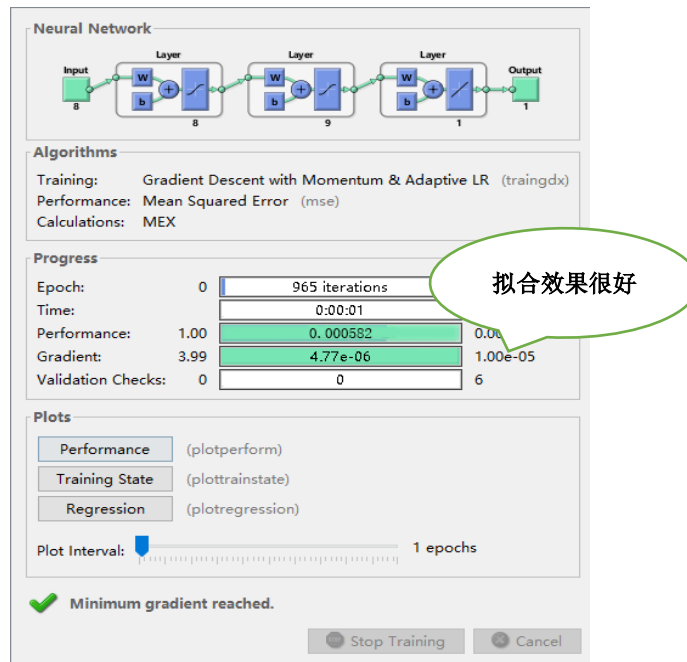 Neural Network
Layer Layer Layer
Input Output
W W W
b b b
8 8 9 1 1
Algorithms
Training: Gradient Descent with Momentum & Adaptive LR (traingdx)
Performance: Mean Squared Error (mse)
Calculations: MEX
Progress
Epoch: 0 965 iterations
Time: 0:00:01
Performance: 1.00 0.000582 0.00
Gradient: 3.99 4.77e-06 1.00e-05
Validation Checks: 0 0 6
拟合效果很好
Plots
Performance (plotperform)
Training State (plottrainstate)
Regression (plotregression)
Plot Interval: 1 epochs
Minimum gradient reached.
Stop Training Cancel